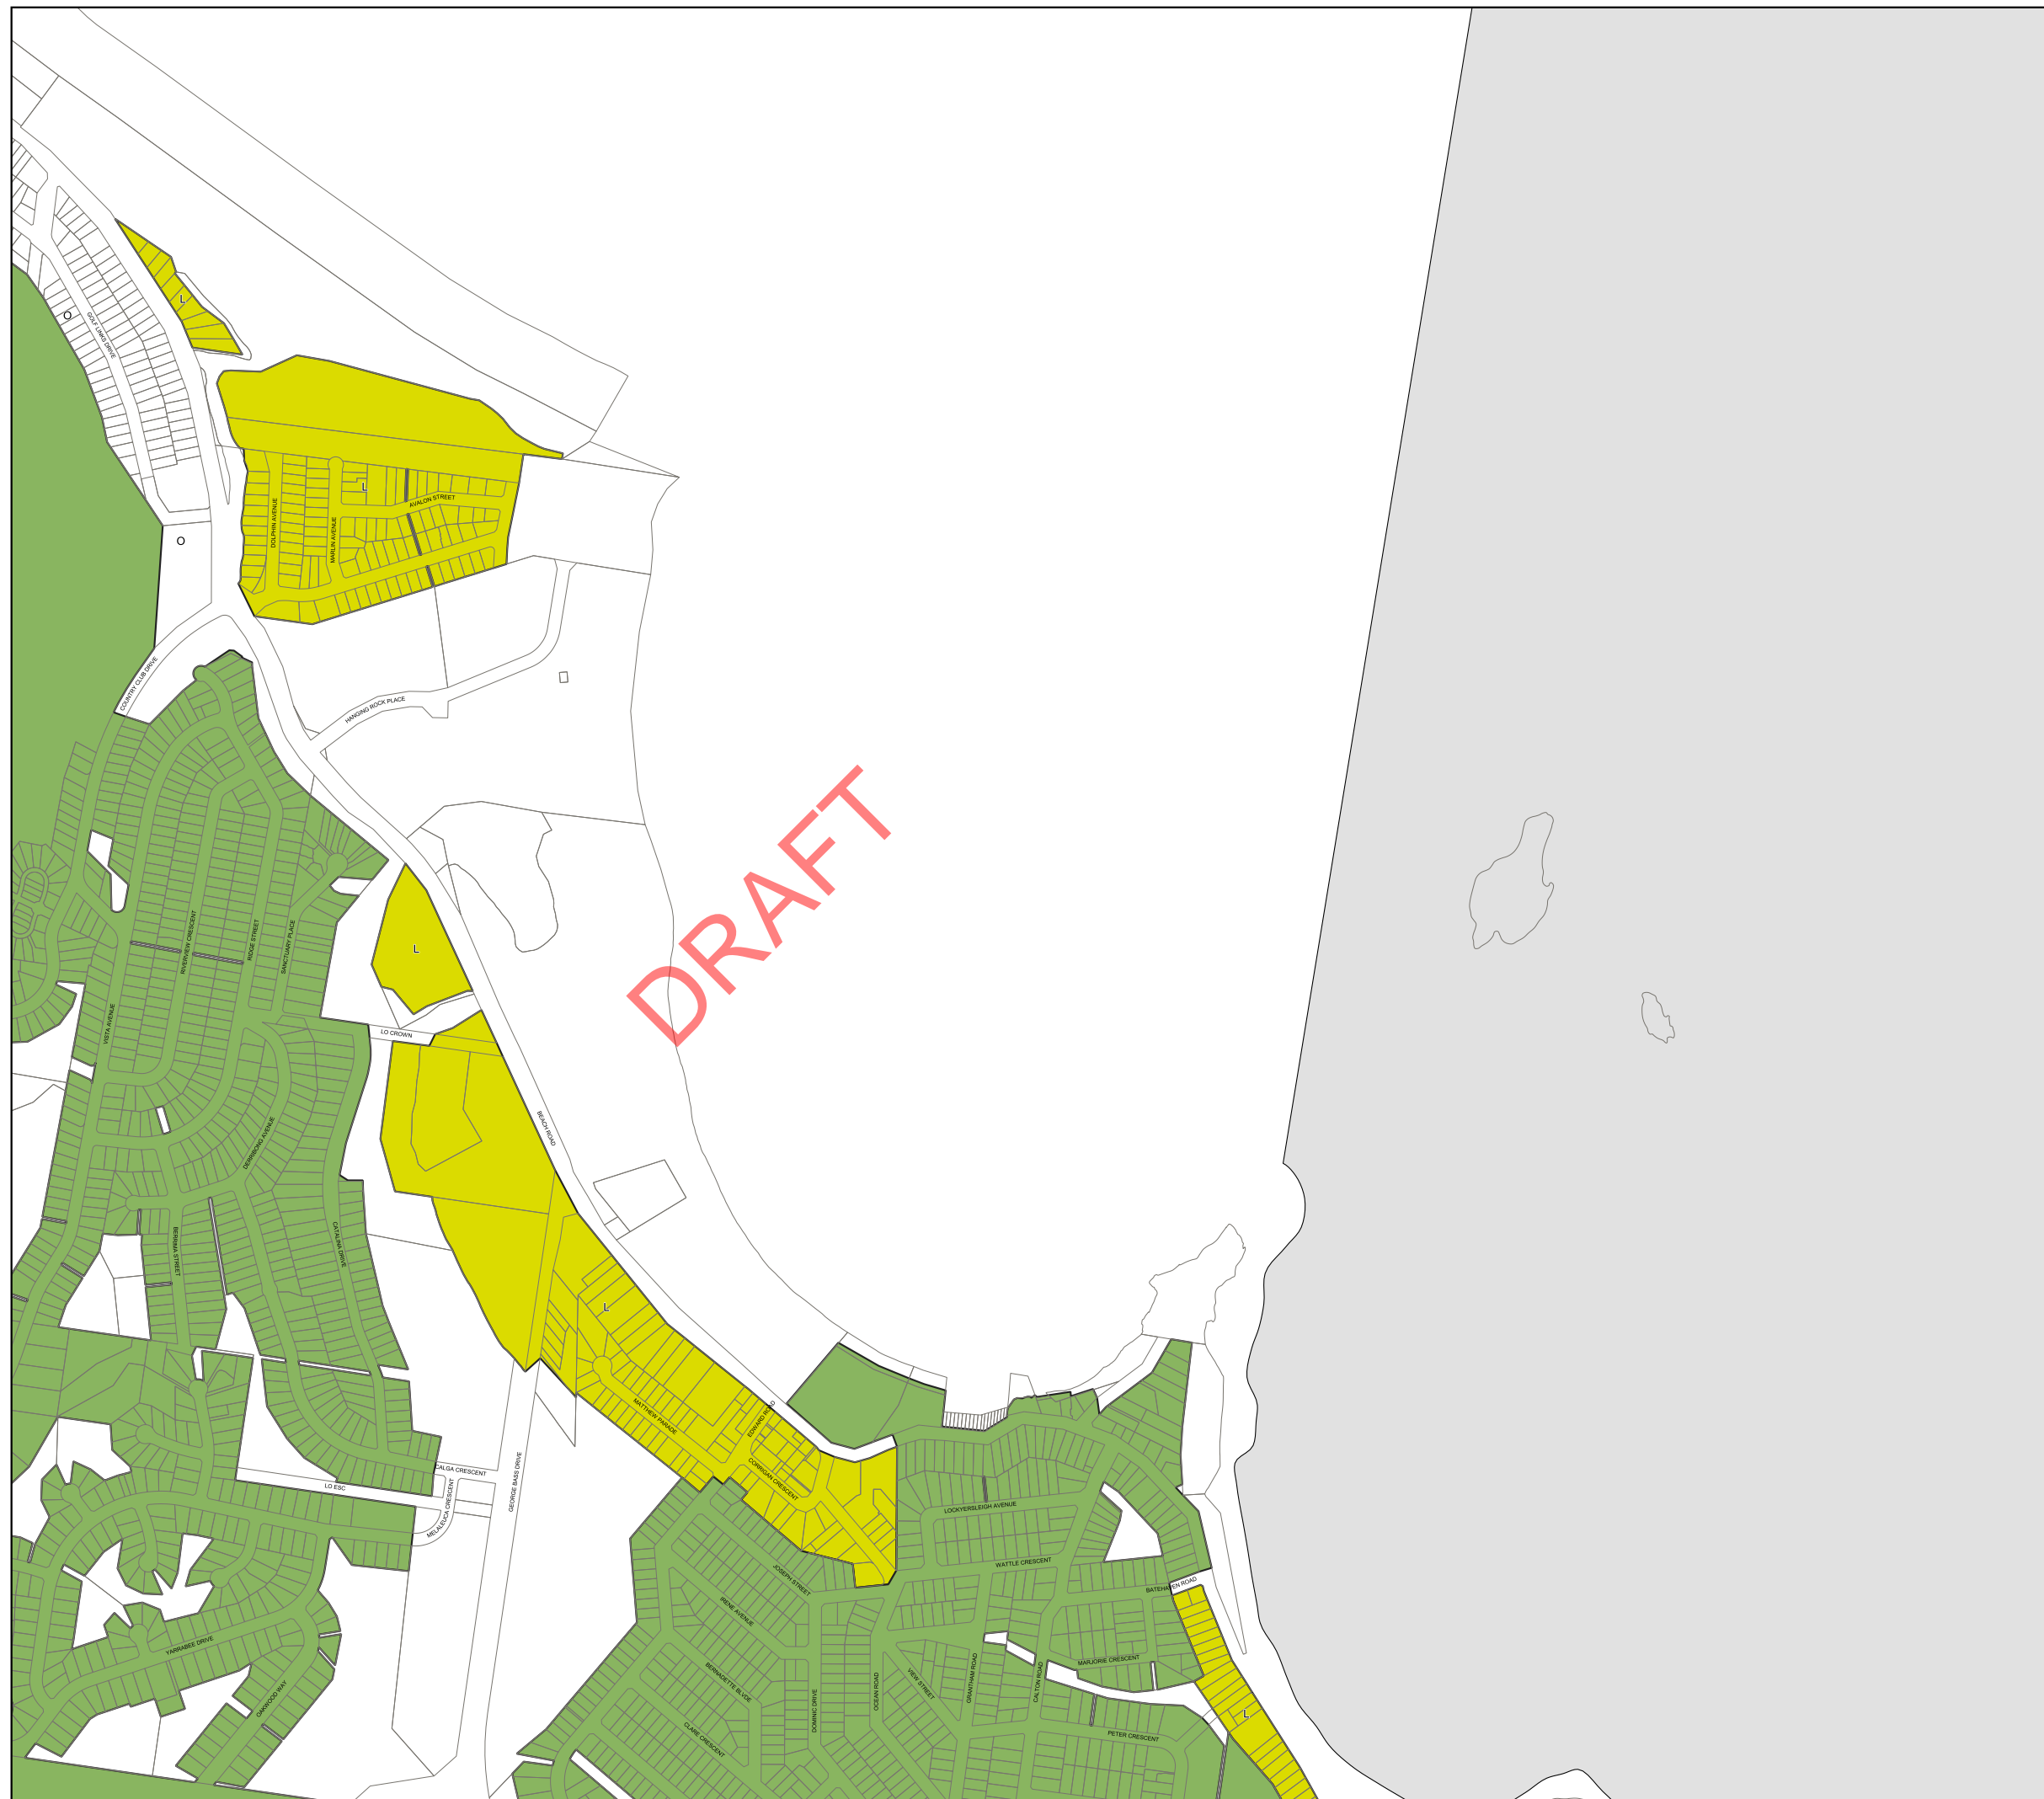 L
O
GOLF LINKS DRIVE
L
AVALON STREET
DOLPHIN AVENUE
MARLIN AVENUE
O
COUNTRY CLUB DRIVE
HANGING ROCK PLACE
DRAFT
RIVERVIEW CRESCENT
RIDGE STREET
SANCTUARY PLACE
L
VISTA AVENUE
LO CROWN
BEACH ROAD
DERRIBONG AVENUE
BERRIMA STREET
CATALINA DRIVE
L
MATTHEW PARADE
EDWARD ROAD
CORRIGAN CRESCENT
CALGA CRESCENT
LO ESC
MELALEUCA CRESCENT
GEORGE BASS DRIVE
LOCKYERSLEIGH AVENUE
WATTLE CRESCENT
JOSEPH STREET
BATEHAVEN ROAD
IRENE AVENUE
YARRABEE DRIVE
MARJORIE CRESCENT
BERNADETTE BLVDE
OAKWOOD WAY
DOMINIC DRIVE
OCEAN ROAD
VIEW STREET
GRANTHAM ROAD
CALTON ROAD
L
CLARE CRESCENT
PETER CRESCENT